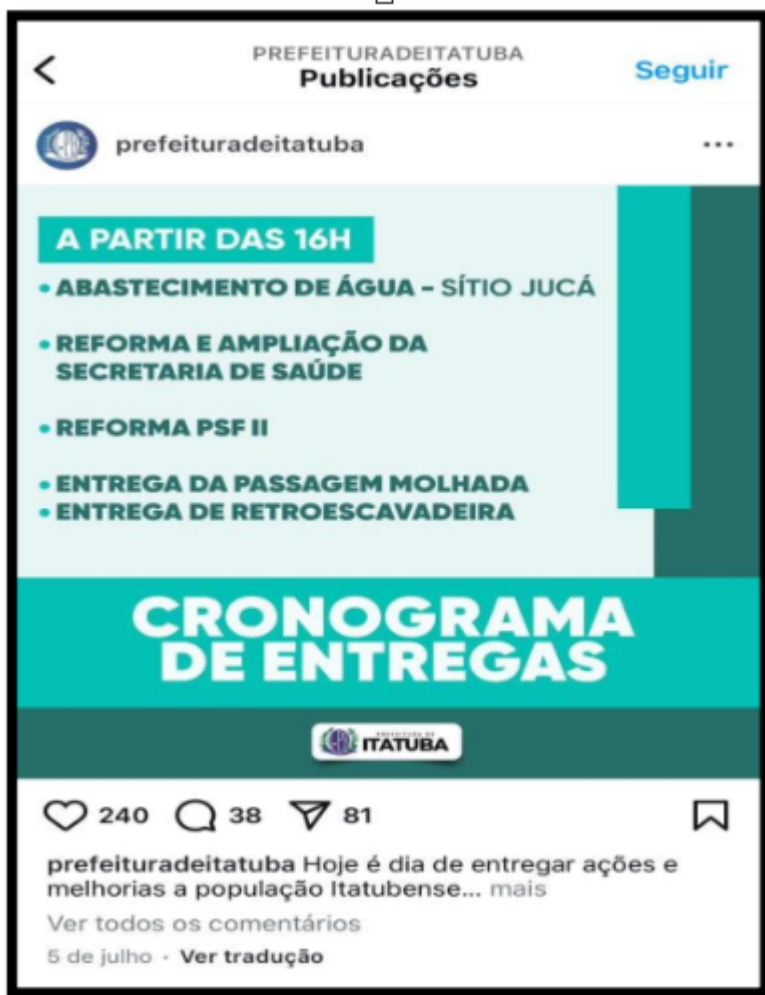 PREFEITURADEITATUBA
Publicações
Seguir
prefeituradeitatuba
A PARTIR DAS 16H
• ABASTECIMENTO DE ÁGUA – SÍTIO JUCÁ
• REFORMA E AMPLIAÇÃO DA
SECRETARIA DE SAÚDE
• REFORMA PSF II
• ENTREGA DA PASSAGEM MOLHADA
• ENTREGA DE RETROESCAVADEIRA
CRONOGRAMA
DE ENTREGAS
PREFEITURA DE
ITATUBA
240 38 81
prefeituradeitatuba Hoje é dia de entregar ações e
melhorias a população Itatubense... mais
Ver todos os comentários
5 de julho · Ver tradução